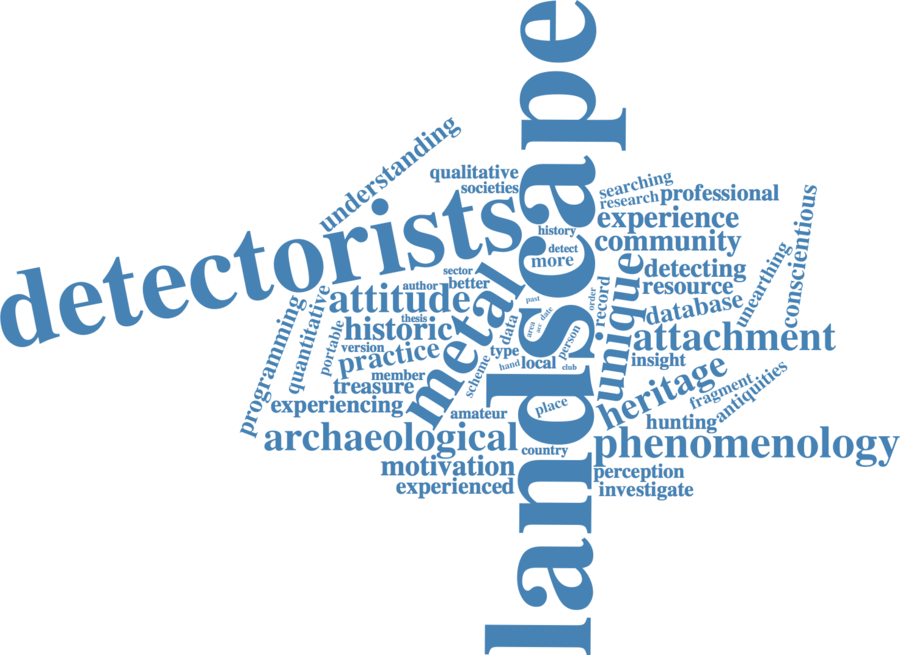 landscape
detectorists
understanding
qualitative
societies
searching
research
professional
history
experience
detect
community
more
sector
better
author
attitude
thesis
historic
version
practice
member
treasure
experiencing
programming
quantitative
portable
metal
scheme
data
type
hand
local
club
person
area
acr
date
past
order
record
unique
detecting
resource
database
unearthing
conscientious
attachment
insight
heritage
fragment
antiquities
hunting
place
amateur
archaeological
country
phenomenology
motivation
perception
experienced
investigate